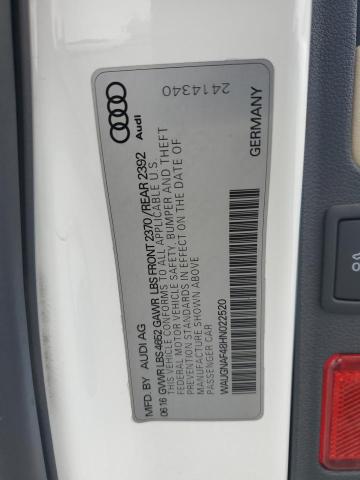 Audi
2414340
MFD. BY AUDI AG
GERMANY
06 16 GVWR LBS 4652 GAWR LBS FRONT 2370/REAR 2392
THIS VEHICLE CONFORMS TO ALL APPLICABLE U.S.
FEDERAL MOTOR VEHICLE SAFETY, BUMPER AND THEFT
PREVENTION STANDARDS IN EFFECT ON THE DATE OF
MANUFACTURE SHOWN ABOVE
PASSENGER CAR
WAUGNAF48HN022520